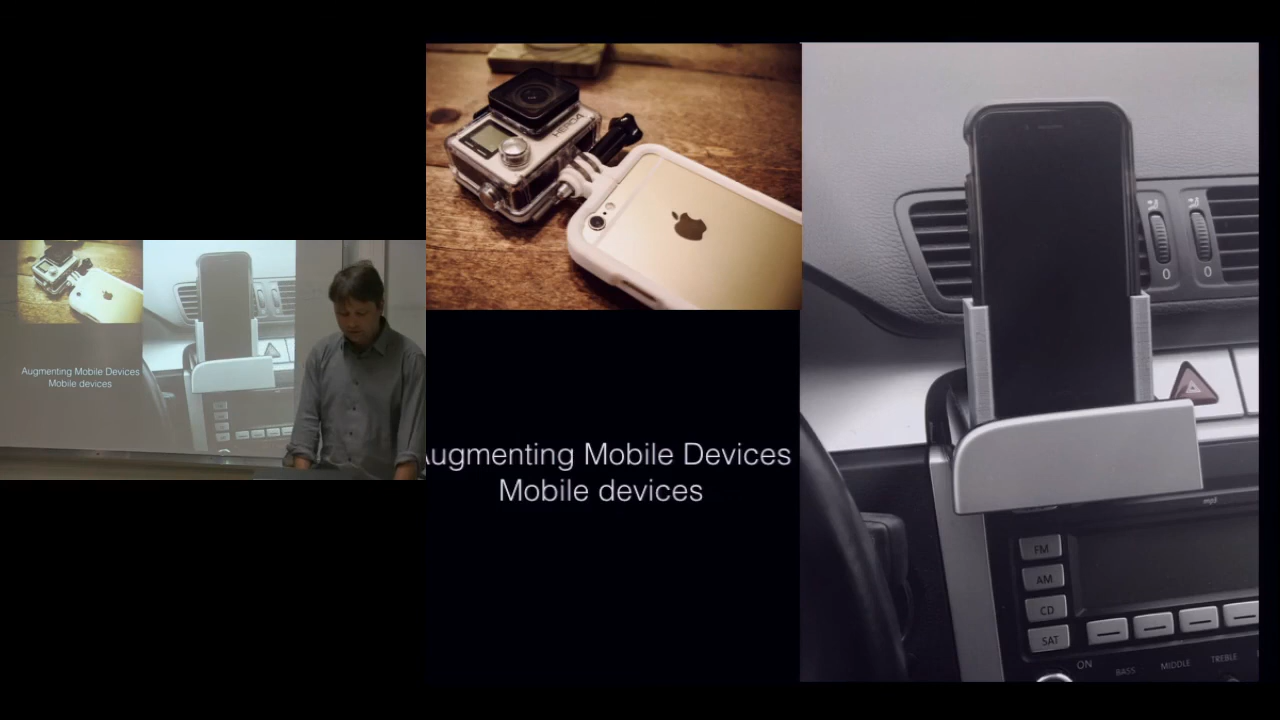 Augmenting Mobile Devices
Mobile devices
HERO4
ugmenting Mobile Devices
Mobile devices
0
0
mp3
FM
AM
CD
SAT
ON
BASS
MIDDLE
TREBLE